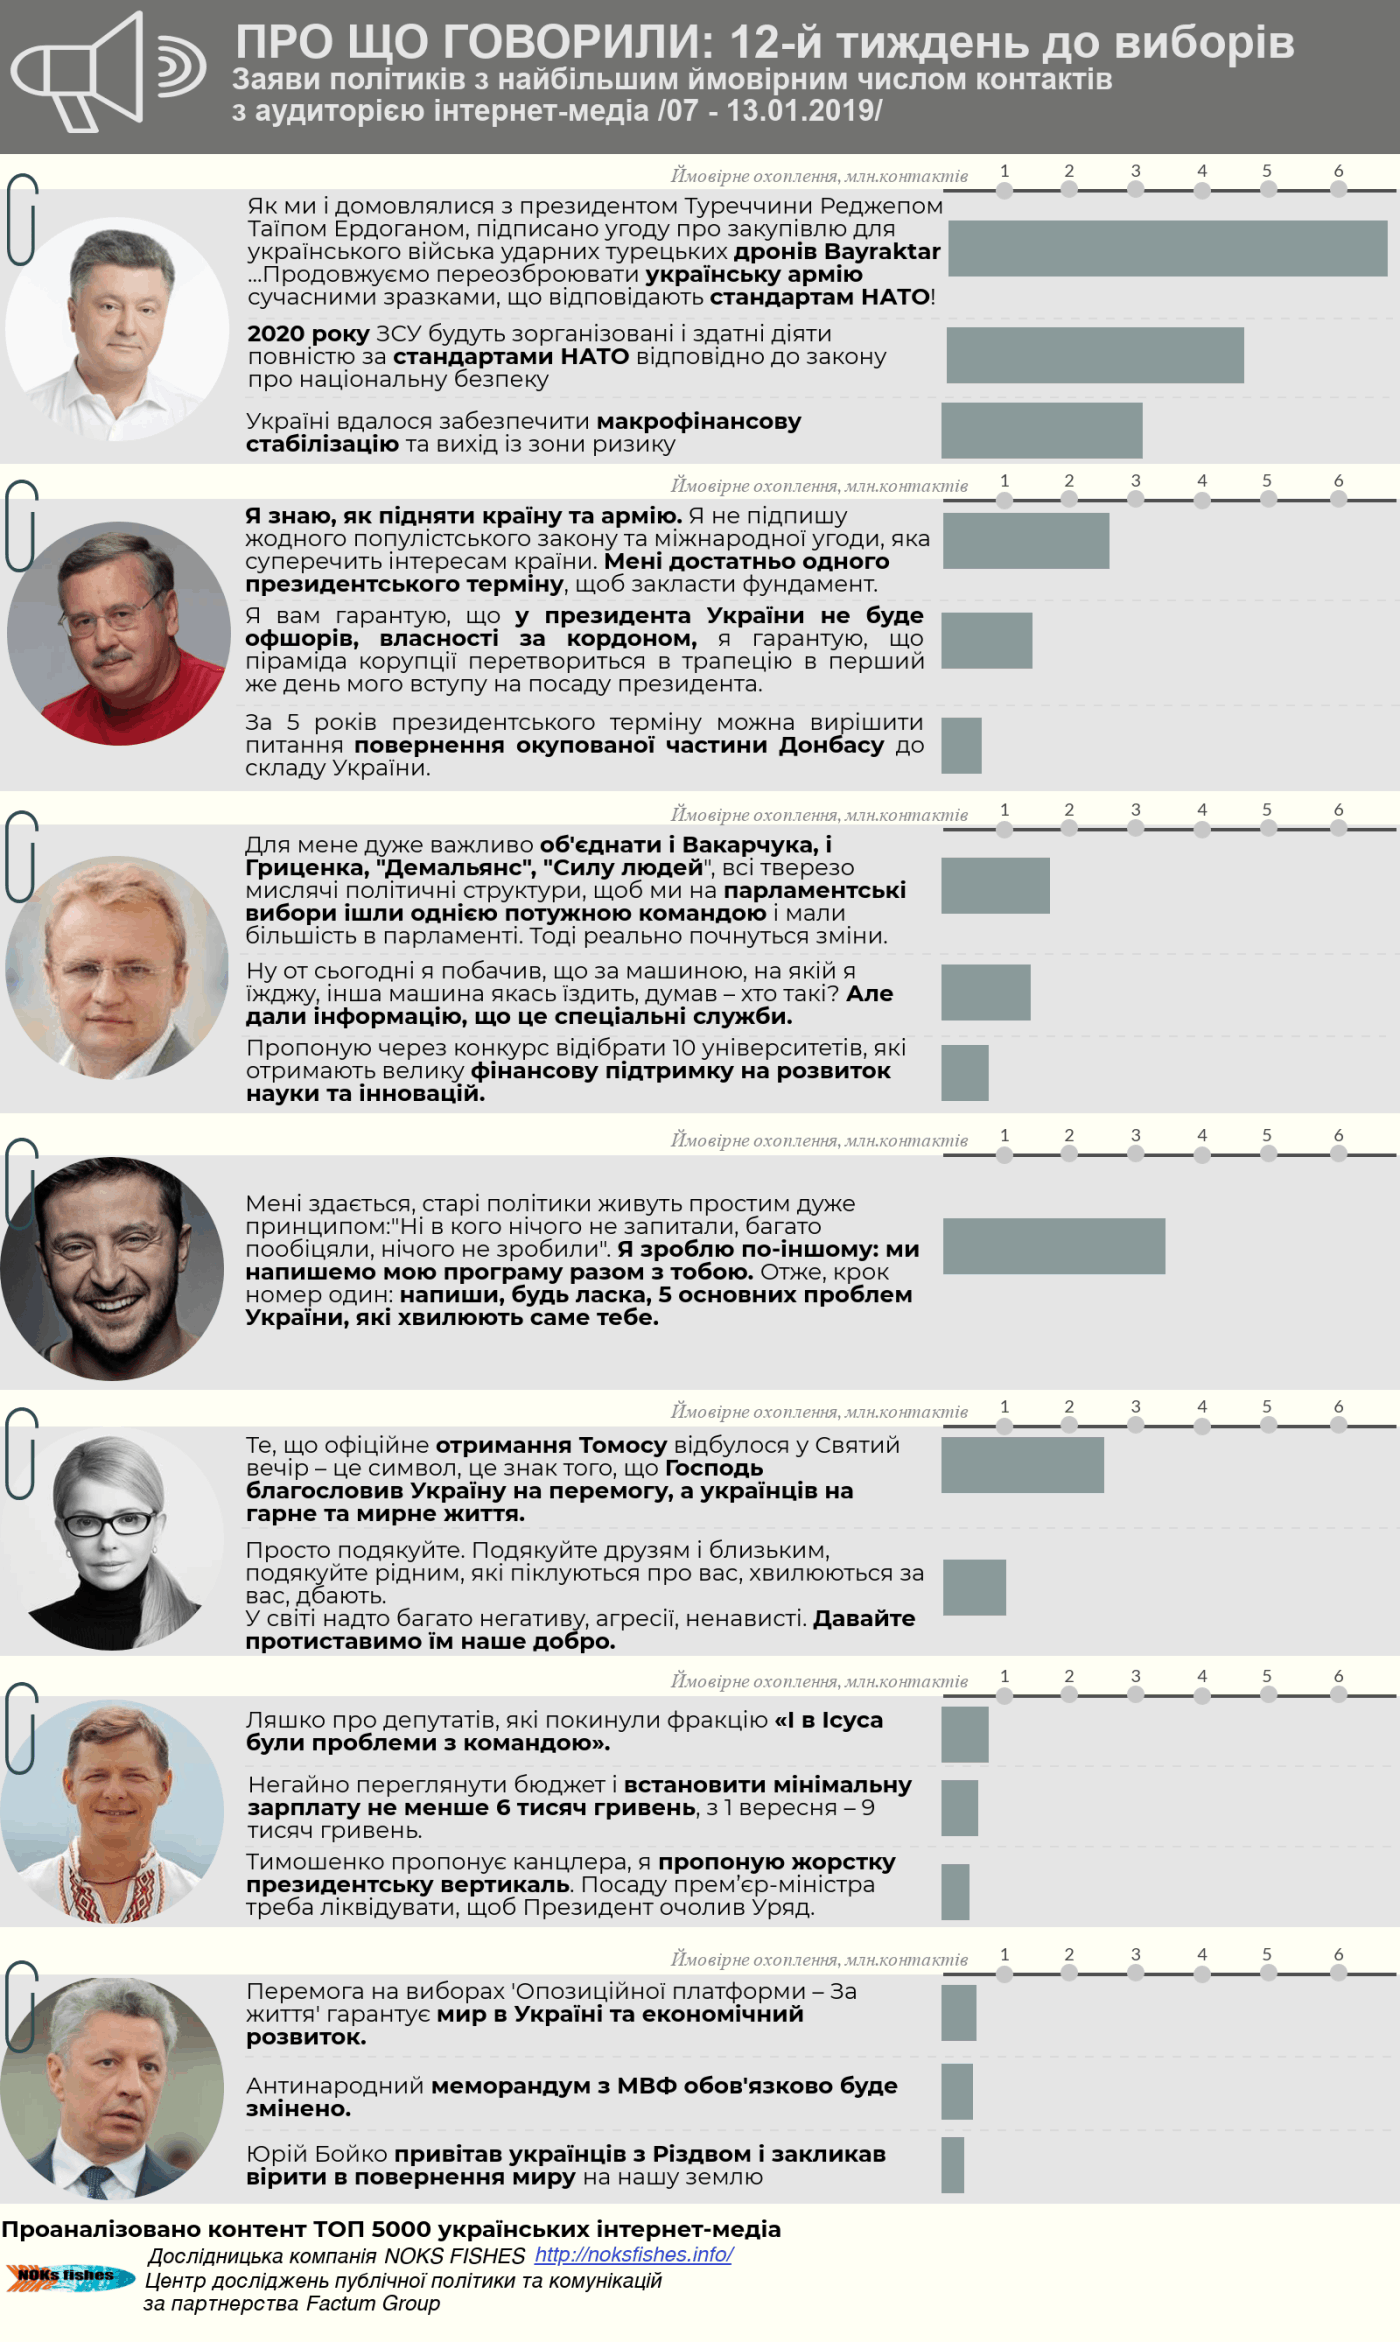 ПРО ЩО ГОВОРИЛИ: 12-й тиждень до виборів
Заяви політиків з найбільшим ймовірним числом контактів
з аудиторією інтернет-медіа /07 - 13.01.2019/
Ймовірне охоплення, млн.контактів 1 2 3 4 5 6
Як ми і домовлялися з президентом Туреччини Реджепом
Таїпом Ердоганом, підписано угоду про закупівлю для
українського війська ударних турецьких дронів Bayraktar
...Продовжуємо переозброювати українську армію
сучасними зразками, що відповідають стандартам НАТО!
2020 року ЗСУ будуть зорганізовані і здатні діяти
повністю за стандартами НАТО відповідно до закону
про національну безпеку
Україні вдалося забезпечити макрофінансову
стабілізацію та вихід із зони ризику
Ймовірне охоплення, млн.контактів 1 2 3 4 5 6
Я знаю, як підняти країну та армію. Я не підпишу
жодного популістського закону та міжнародної угоди, яка
суперечить інтересам країни. Мені достатньо одного
президентського терміну, щоб закласти фундамент.
Я вам гарантую, що у президента України не буде
офшорів, власності за кордоном, я гарантую, що
піраміда корупції перетвориться в трапецію в перший
же день мого вступу на посаду президента.
За 5 років президентського терміну можна вирішити
питання повернення окупованої частини Донбасу до
складу України.
Ймовірне охоплення, млн.контактів 1 2 3 4 5 6
Для мене дуже важливо об'єднати і Вакарчука, і
Гриценка, "Демальянс", "Силу людей", всі тверезо
мислячі політичні структури, щоб ми на парламентські
вибори ішли однією потужною командою і мали
більшість в парламенті. Тоді реально почнуться зміни.
Ну от сьогодні я побачив, що за машиною, на якій я
їжджу, інша машина якась їздить, думав – хто такі? Але
дали інформацію, що це спеціальні служби.
Пропоную через конкурс відібрати 10 університетів, які
отримають велику фінансову підтримку на розвиток
науки та інновацій.
Ймовірне охоплення, млн.контактів 1 2 3 4 5 6
Мені здається, старі політики живуть простим дуже
принципом:"Ні в кого нічого не запитали, багато
пообіцяли, нічого не зробили". Я зроблю по-іншому: ми
напишемо мою програму разом з тобою. Отже, крок
номер один: напиши, будь ласка, 5 основних проблем
України, які хвилюють саме тебе.
Ймовірне охоплення, млн.контактів 1 2 3 4 5 6
Те, що офіційне отримання Томосу відбулося у Святий
вечір – це символ, це знак того, що Господь
благословив Україну на перемогу, а українців на
гарне та мирне життя.
Просто подякуйте. Подякуйте друзям і близьким,
подякуйте рідним, які піклуються про вас, хвилюються за
вас, дбають.
У світі надто багато негативу, агресії, ненависті. Давайте
протиставимо їм наше добро.
Ймовірне охоплення, млн.контактів 1 2 3 4 5 6
Ляшко про депутатів, які покинули фракцію «І в Ісуса
були проблеми з командою».
Негайно переглянути бюджет і встановити мінімальну
зарплату не менше 6 тисяч гривень, з 1 вересня – 9
тисяч гривень.
Тимошенко пропонує канцлера, я пропоную жорстку
президентську вертикаль. Посаду прем’єр-міністра
треба ліквідувати, щоб Президент очолив Уряд.
Ймовірне охоплення, млн.контактів 1 2 3 4 5 6
Перемога на виборах 'Опозиційної платформи – За
життя' гарантує мир в Україні та економічний
розвиток.
Антинародний меморандум з МВФ обов'язково буде
змінено.
Юрій Бойко привітав українців з Різдвом і закликав
вірити в повернення миру на нашу землю
Проаналізовано контент ТОП 5000 українських інтернет-медіа
Дослідницька компанія NOKS FISHES http://noksfishes.info/
NOKs fishes
Центр досліджень публічної політики та комунікацій
за партнерства Factum Group